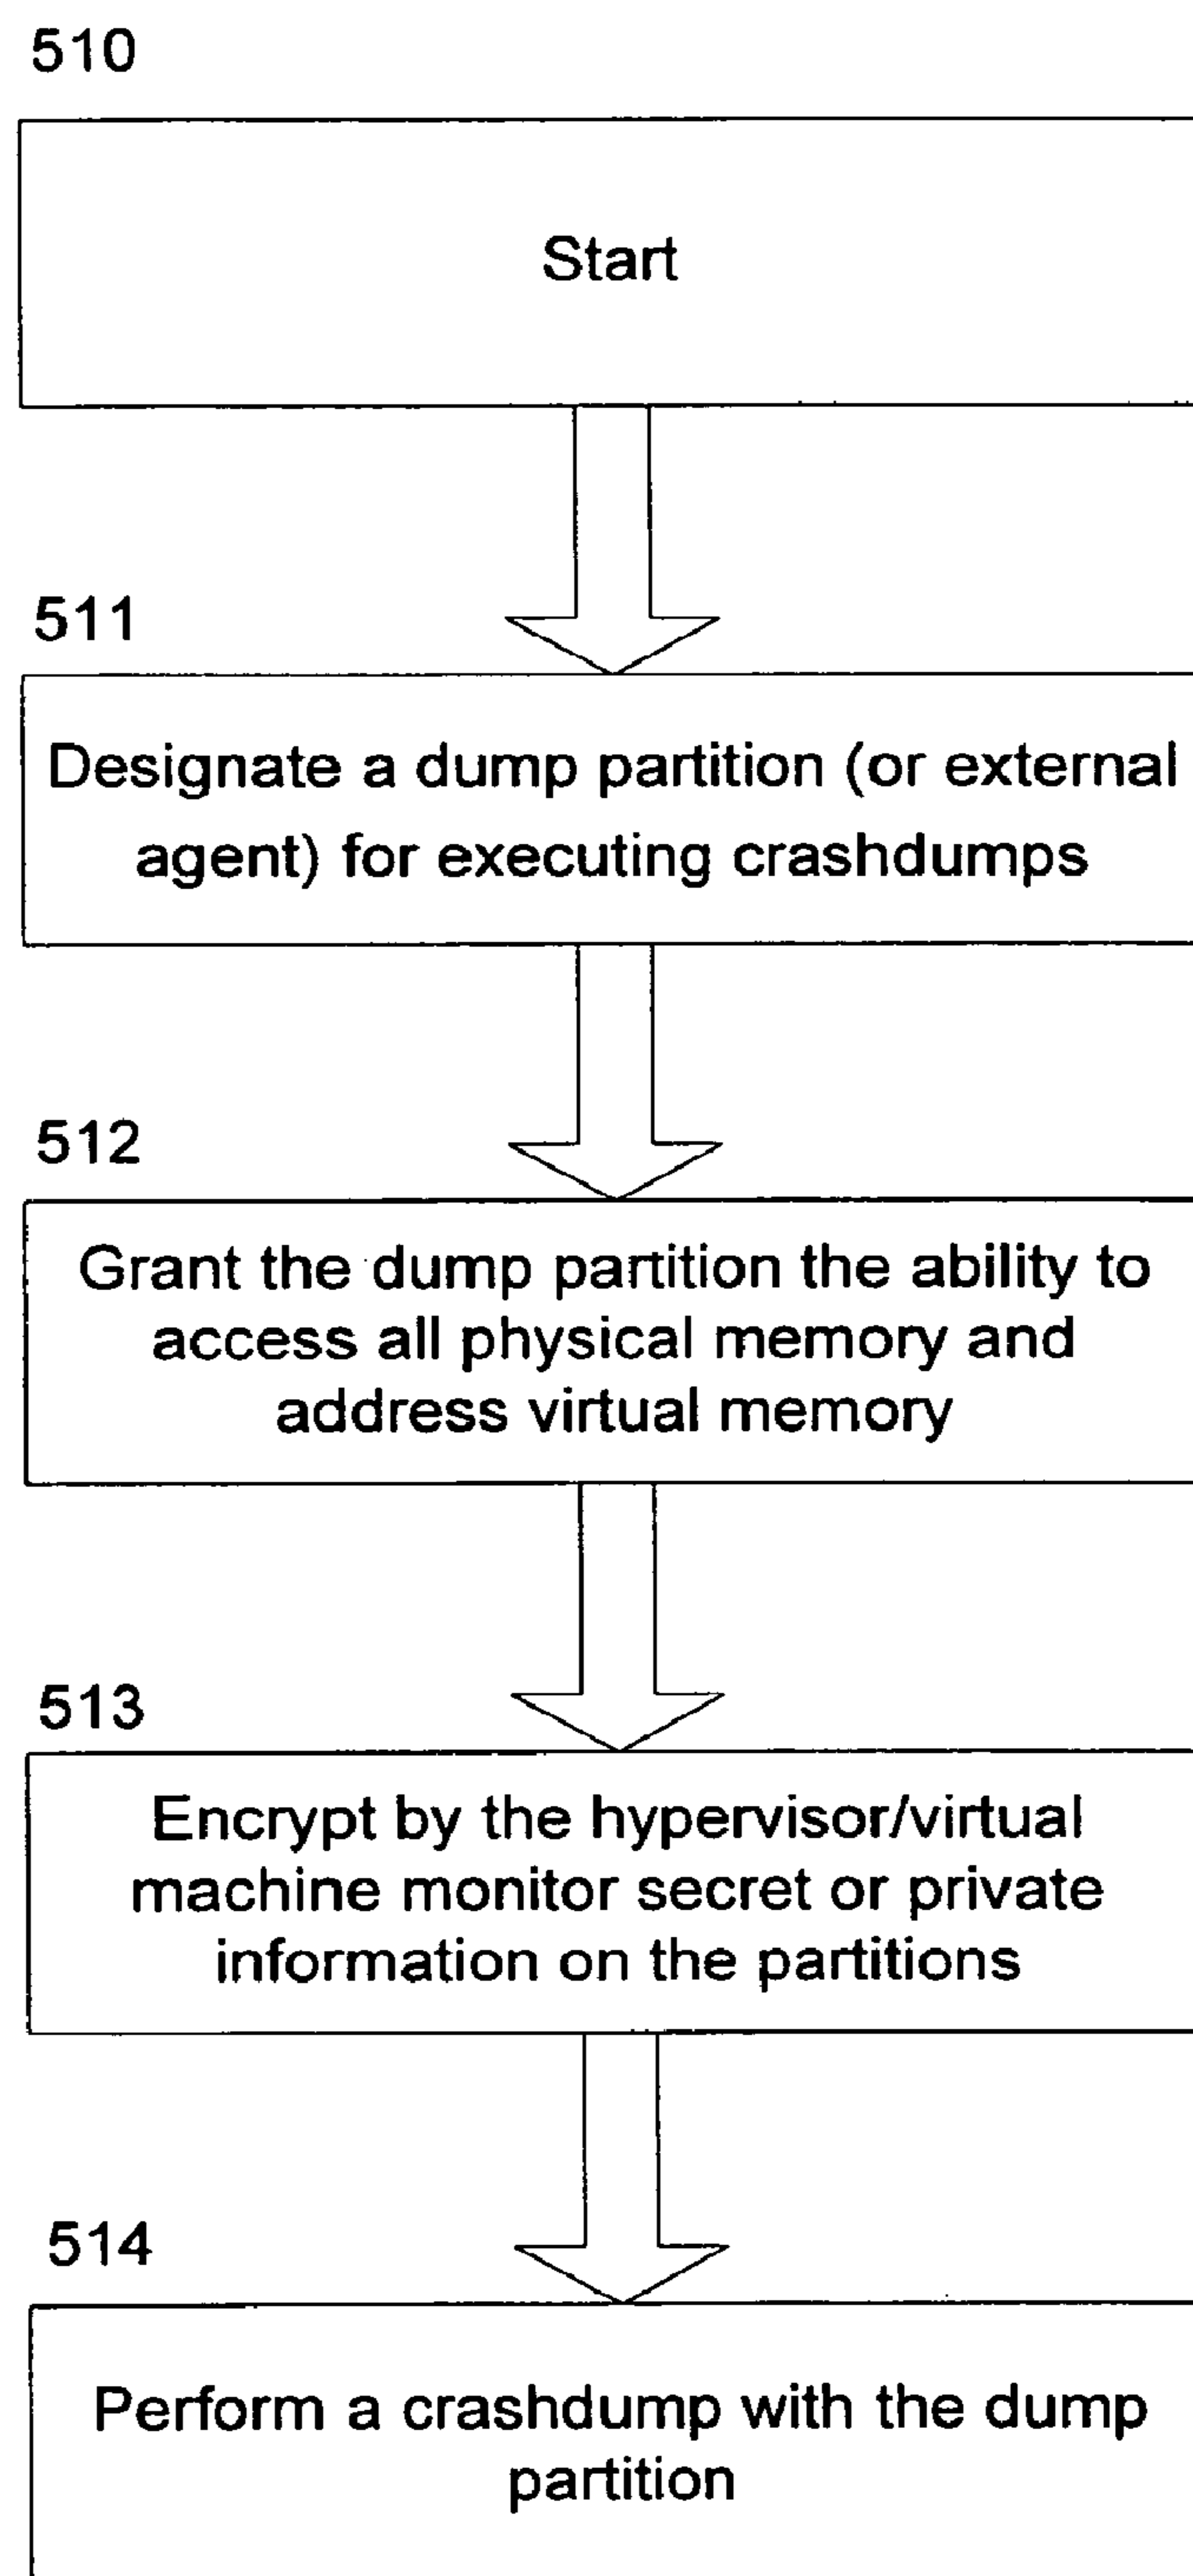 510
Start
511
Designate a dump partition (or external
agent) for executing crashdumps
512
Grant the dump partition the ability to
access all physical memory and
address virtual memory
513
Encrypt by the hypervisor/virtual
machine monitor secret or private
information on the partitions
514
Perform a crashdump with the dump
partition